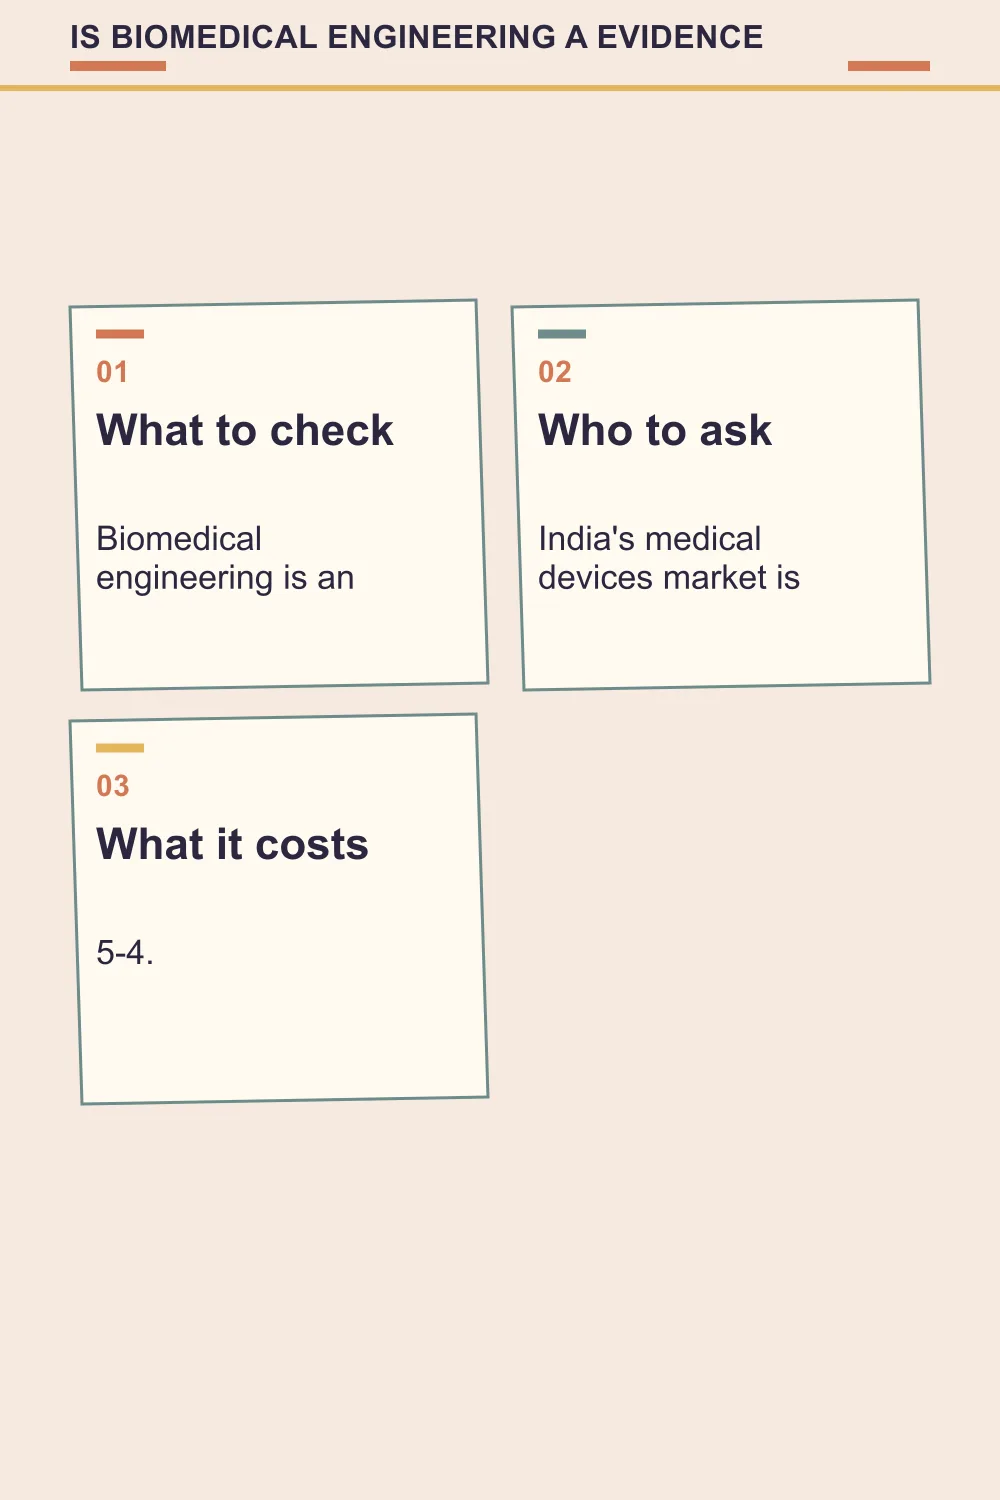 IS BIOMEDICAL ENGINEERING A EVIDENCE
01
What to check
Biomedical
engineering is an
02
Who to ask
India's medical
devices market is
03
What it costs
5-4.